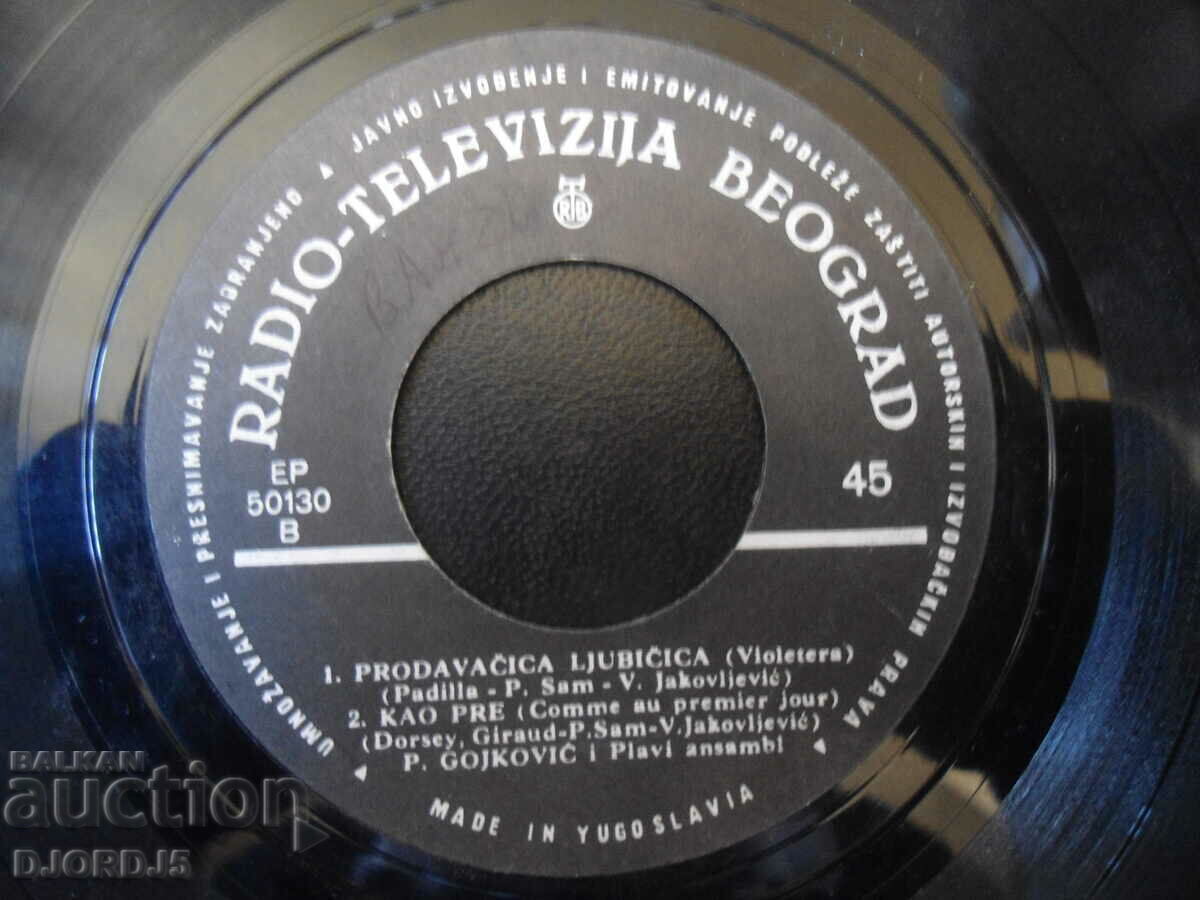 UMNOŽAVANJE I PRESNIMAVANJE ZABRANJENO ▲ JAVNO IZVOĐENJE I EMITOVANJE PODLEŽE ZAŠTITI AUTORSKIH I IZVOĐAČKIH PRAVA
RADIO-TELEVIZIJA BEOGRAD
RTB
EP
50130
B
45
1. PRODAVAČICA LJUBIČICA (Violetera)
(Padilla - P. Sam - V. Jakovljević)
2. KAO PRE (Comme au premier jour)
(Dorsey, Giraud-P.Sam-V.Jakovljević)
P. GOJKOVIĆ i Plavi ansambl
MADE IN YUGOSLAVIA
BALKAN
auction
DJORDJ5